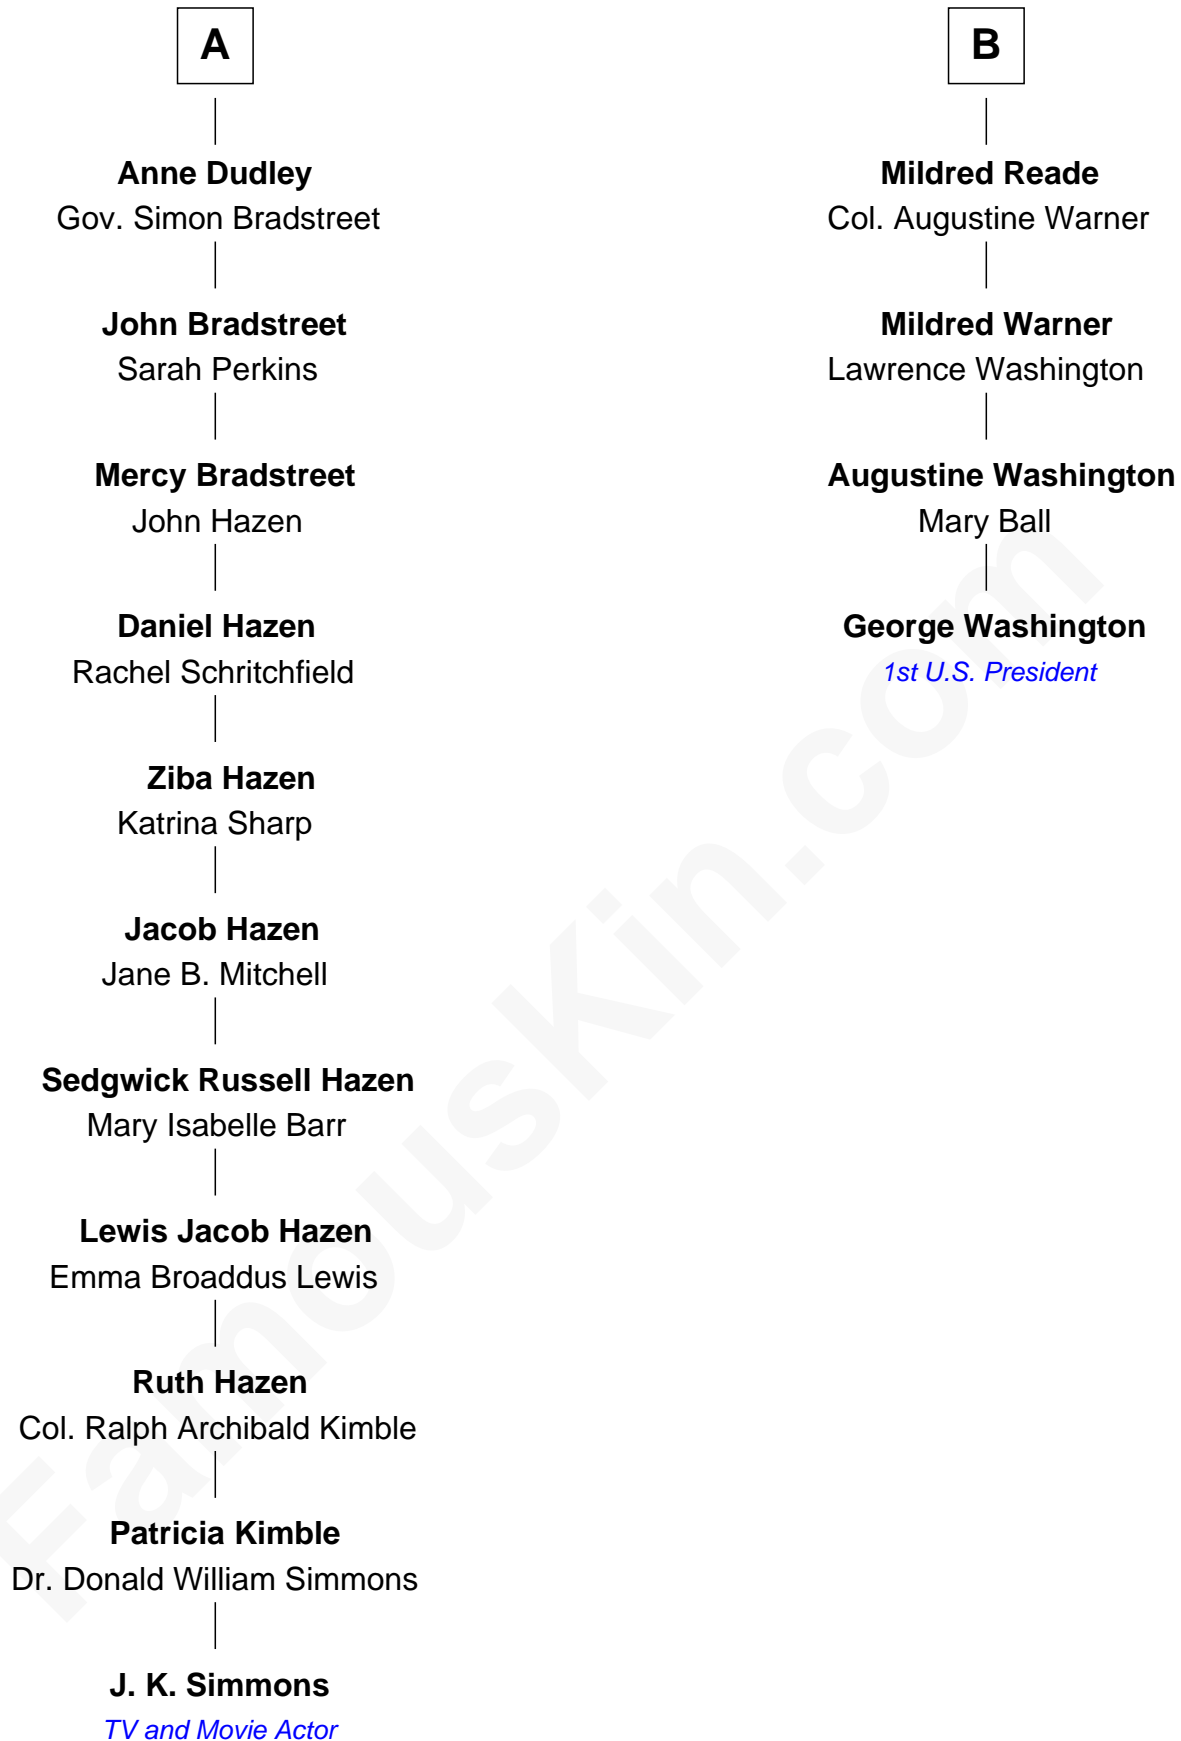 A
Anne Dudley
Gov. Simon Bradstreet
John Bradstreet
Sarah Perkins
Mercy Bradstreet
John Hazen
Daniel Hazen
Rachel Schritchfield
Ziba Hazen
Katrina Sharp
Jacob Hazen
Jane B. Mitchell
Sedgwick Russell Hazen
Mary Isabelle Barr
Lewis Jacob Hazen
Emma Broaddus Lewis
Ruth Hazen
Col. Ralph Archibald Kimble
Patricia Kimble
Dr. Donald William Simmons
J. K. Simmons
TV and Movie Actor
B
Mildred Reade
Col. Augustine Warner
Mildred Warner
Lawrence Washington
Augustine Washington
Mary Ball
George Washington
1st U.S. President
FamousKin.com